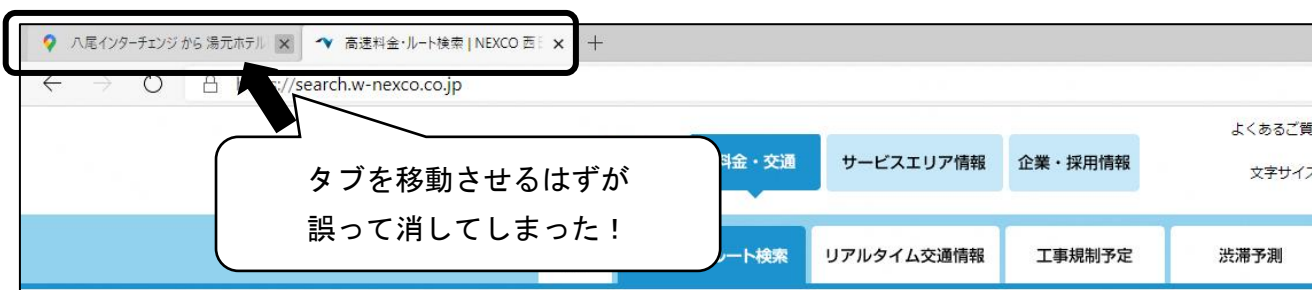 八尾インターチェンジ から 湯元ホテル
高速料金・ルート検索 | NEXCO 西
://search.w-nexco.co.jp
よくあるご質
料金・交通 サービスエリア情報 企業・採用情報
文字サイズ
タブを移動させるはずが
誤って消してしまった！
ルート検索 リアルタイム交通情報 工事規制予定 渋滞予測